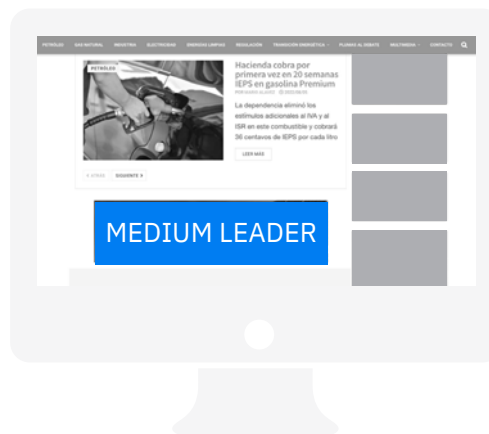 PETRÓLEO GAS NATURAL INDUSTRIA ELECTRICIDAD ENERGÍAS LIMPIAS REGULACIÓN TRANSICIÓN ENERGÉTICA PLUMAS AL DEBATE MULTIMEDIA CONTACTO
PETRÓLEO
Hacienda cobra por
primera vez en 20 semanas
IEPS en gasolina Premium
La dependencia eliminó los
estímulos adicionales al IVA y al
ISR en este combustible y cobrará
36 centavos de IEPS por cada litro
LEER MÁS
< ATRÁS SIGUIENTE >
MEDIUM LEADER